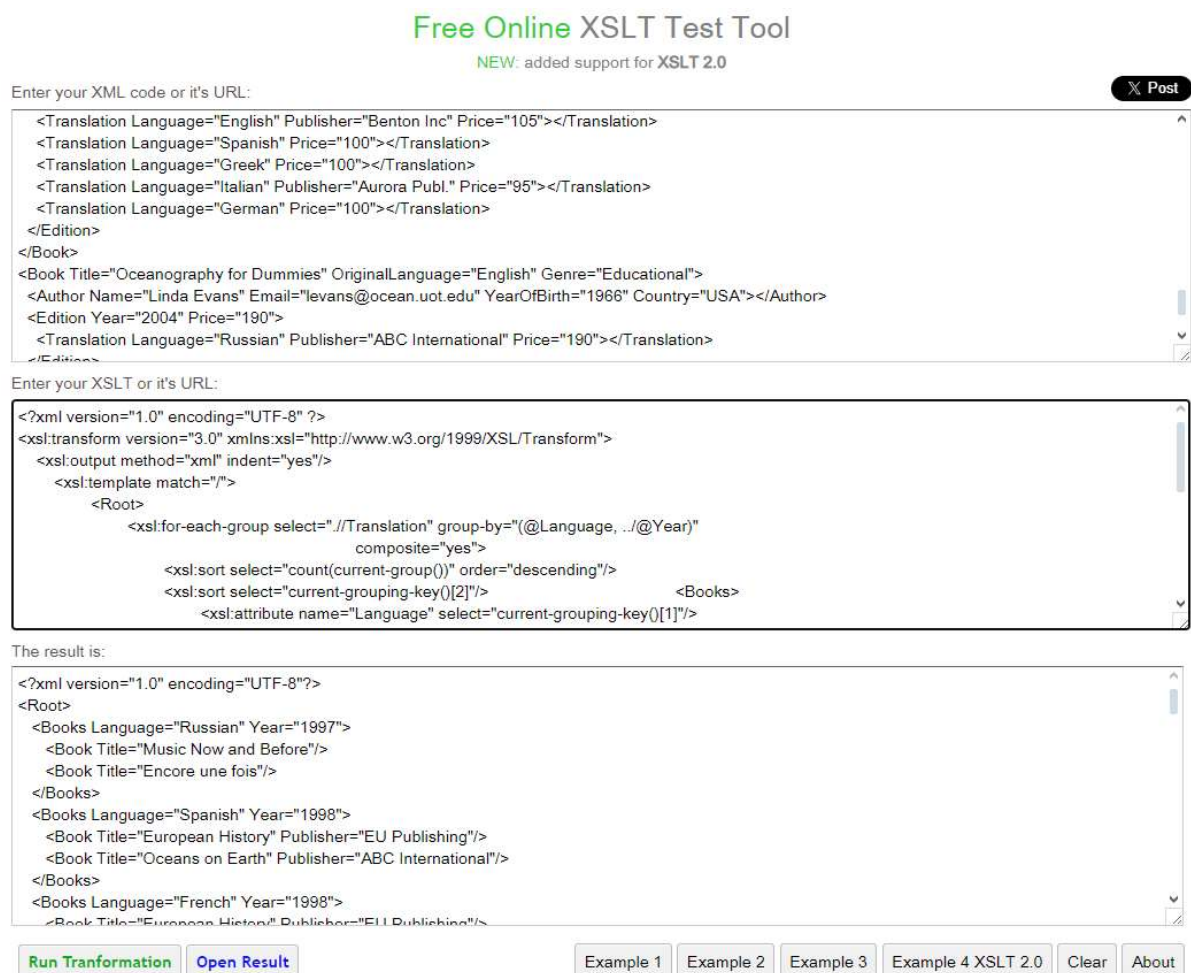 Free Online XSLT Test Tool
NEW: added support for XSLT 2.0
Enter your XML code or it's URL:
X Post
<Translation Language="English" Publisher="Benton Inc" Price="105"></Translation>
<Translation Language="Spanish" Price="100"></Translation>
<Translation Language="Greek" Price="100"></Translation>
<Translation Language="Italian" Publisher="Aurora Publ." Price="95"></Translation>
<Translation Language="German" Price="100"></Translation>
</Edition>
</Book>
<Book Title="Oceanography for Dummies" OriginalLanguage="English" Genre="Educational">
<Author Name="Linda Evans" Email="levans@ocean.uot.edu" YearOfBirth="1966" Country="USA"></Author>
<Edition Year="2004" Price="190">
<Translation Language="Russian" Publisher="ABC International" Price="190"></Translation>
</Edition>
Enter your XSLT or it's URL:
<?xml version="1.0" encoding="UTF-8" ?>
<xsl:transform version="3.0" xmlns:xsl="http://www.w3.org/1999/XSL/Transform">
<xsl:output method="xml" indent="yes"/>
<xsl:template match="/">
<Root>
<xsl:for-each-group select=".//Translation" group-by="(@Language, ../@Year)"
composite="yes">
<xsl:sort select="count(current-group())" order="descending"/>
<xsl:sort select="current-grouping-key()[2]"/> <Books>
<xsl:attribute name="Language" select="current-grouping-key()[1]"/>
The result is:
<?xml version="1.0" encoding="UTF-8"?>
<Root>
<Books Language="Russian" Year="1997">
<Book Title="Music Now and Before"/>
<Book Title="Encore une fois"/>
</Books>
<Books Language="Spanish" Year="1998">
<Book Title="European History" Publisher="EU Publishing"/>
<Book Title="Oceans on Earth" Publisher="ABC International"/>
</Books>
<Books Language="French" Year="1998">
<Book Title="European History" Publisher="EU Publishing"/>
Run Tranformation Open Result Example 1 Example 2 Example 3 Example 4 XSLT 2.0 Clear About